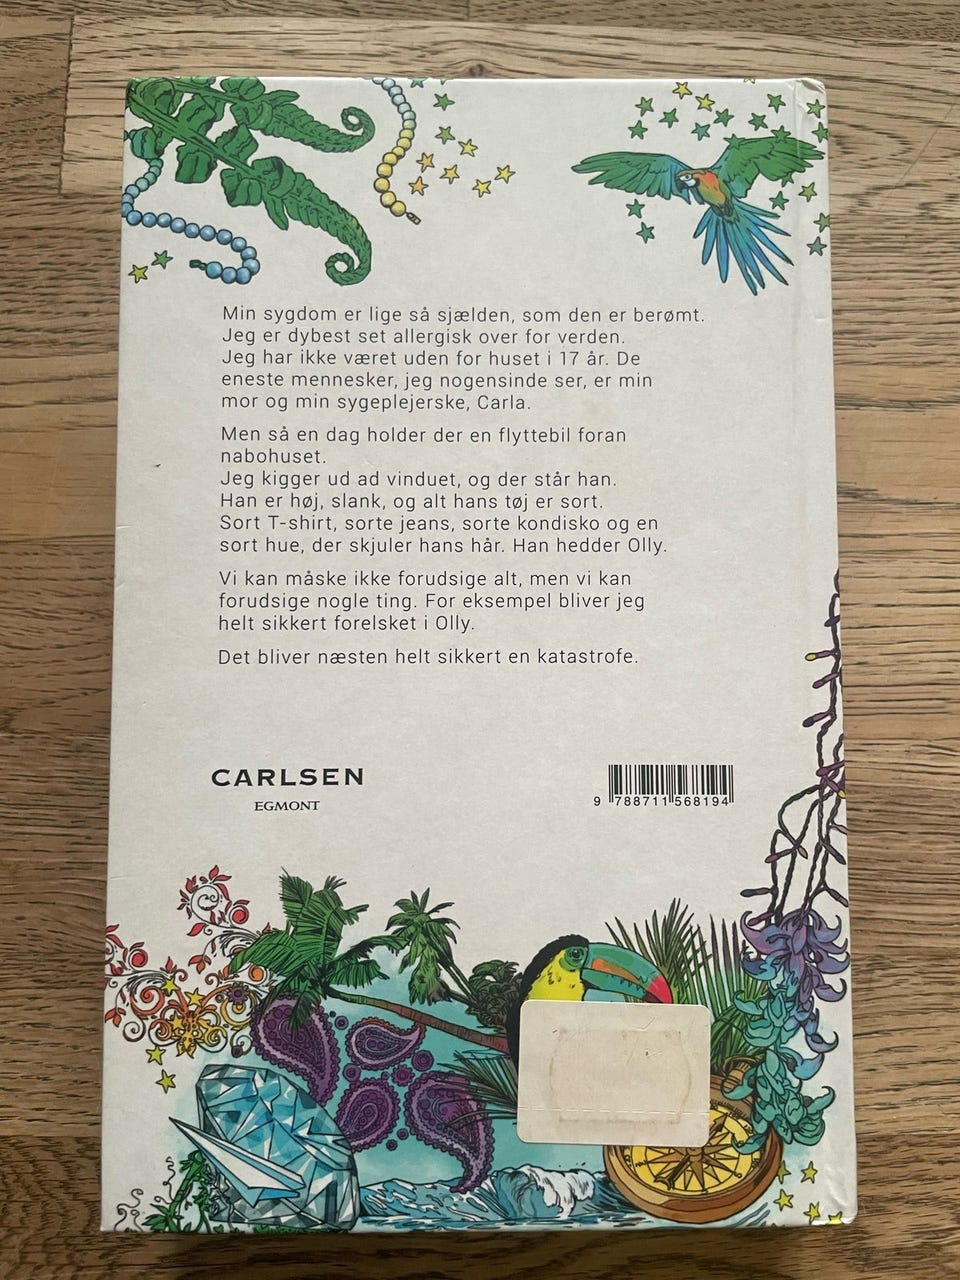 Min sygdom er lige så sjælden, som den er berømt.
Jeg er dybest set allergisk over for verden.
Jeg har ikke været uden for huset i 17 år. De
eneste mennesker, jeg nogensinde ser, er min
mor og min sygeplejerske, Carla.
Men så en dag holder der en flyttebil foran
nabohuset.
Jeg kigger ud ad vinduet, og der står han.
Han er høj, slank, og alt hans tøj er sort.
Sort T-shirt, sorte jeans, sorte kondisko og en
sort hue, der skjuler hans hår. Han hedder Olly.
Vi kan måske ikke forudsige alt, men vi kan
forudsige nogle ting. For eksempel bliver jeg
helt sikkert forelsket i Olly.
Det bliver næsten helt sikkert en katastrofe.
CARLSEN
EGMONT
9 788711 568194